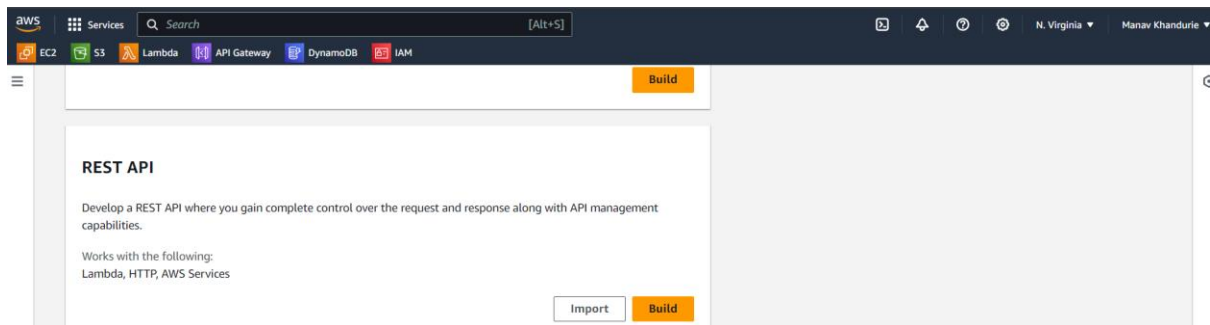 aws Services Search [Alt+S] N. Virginia Manav Khandurie
EC2 S3 Lambda API Gateway DynamoDB IAM
Build
REST API
Develop a REST API where you gain complete control over the request and response along with API management
capabilities.
Works with the following:
Lambda, HTTP, AWS Services
Import Build